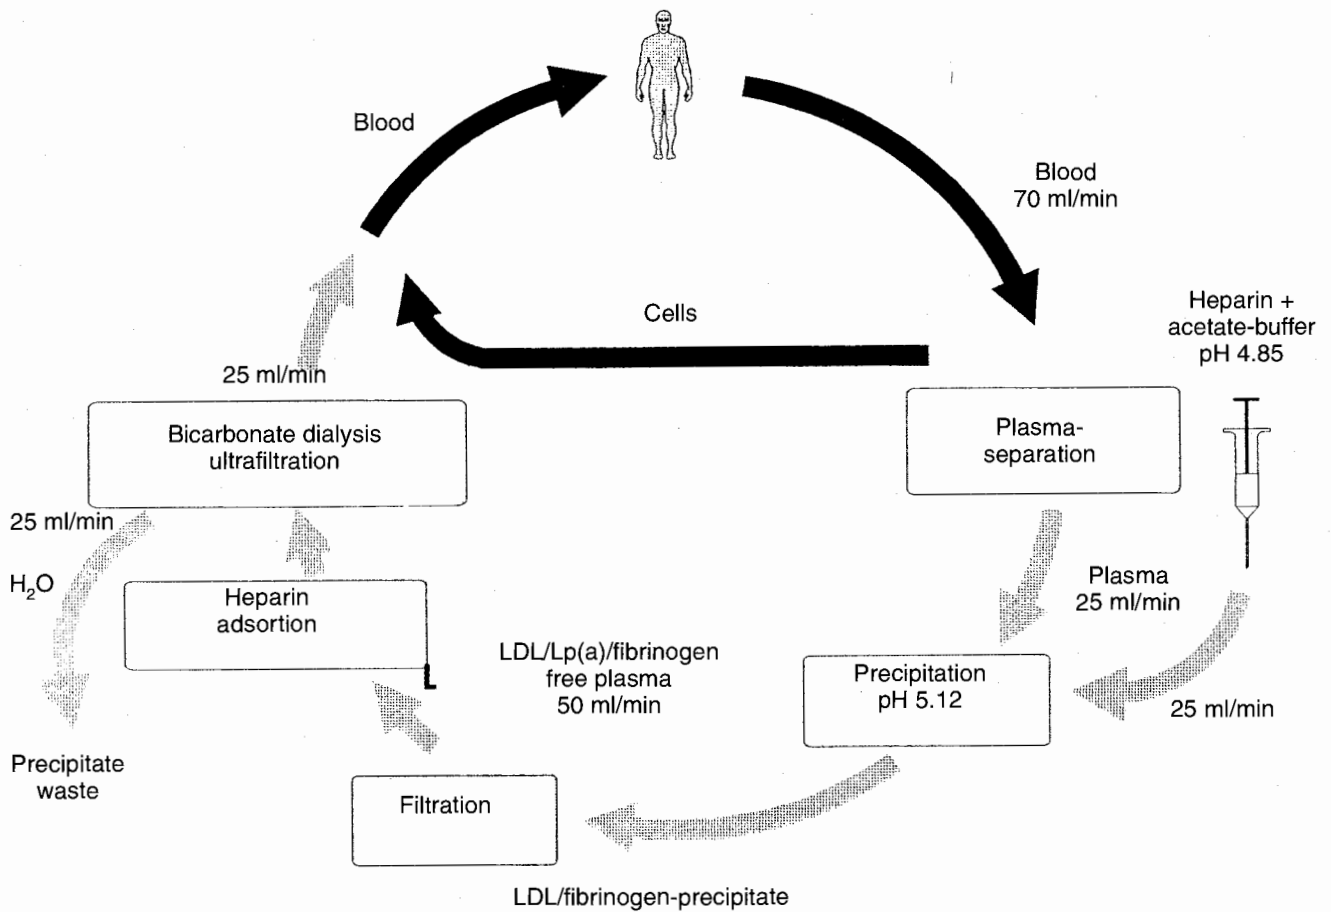 Blood
Blood
70 ml/min
Cells
Heparin +
acetate-buffer
pH 4.85
25 ml/min
Bicarbonate dialysis
ultrafiltration
Plasma-
separation
25 ml/min
H₂O
Heparin
adsortion
Plasma
25 ml/min
LDL/Lp(a)/fibrinogen
free plasma
50 ml/min
Precipitation
pH 5.12
25 ml/min
Precipitate
waste
Filtration
LDL/fibrinogen-precipitate